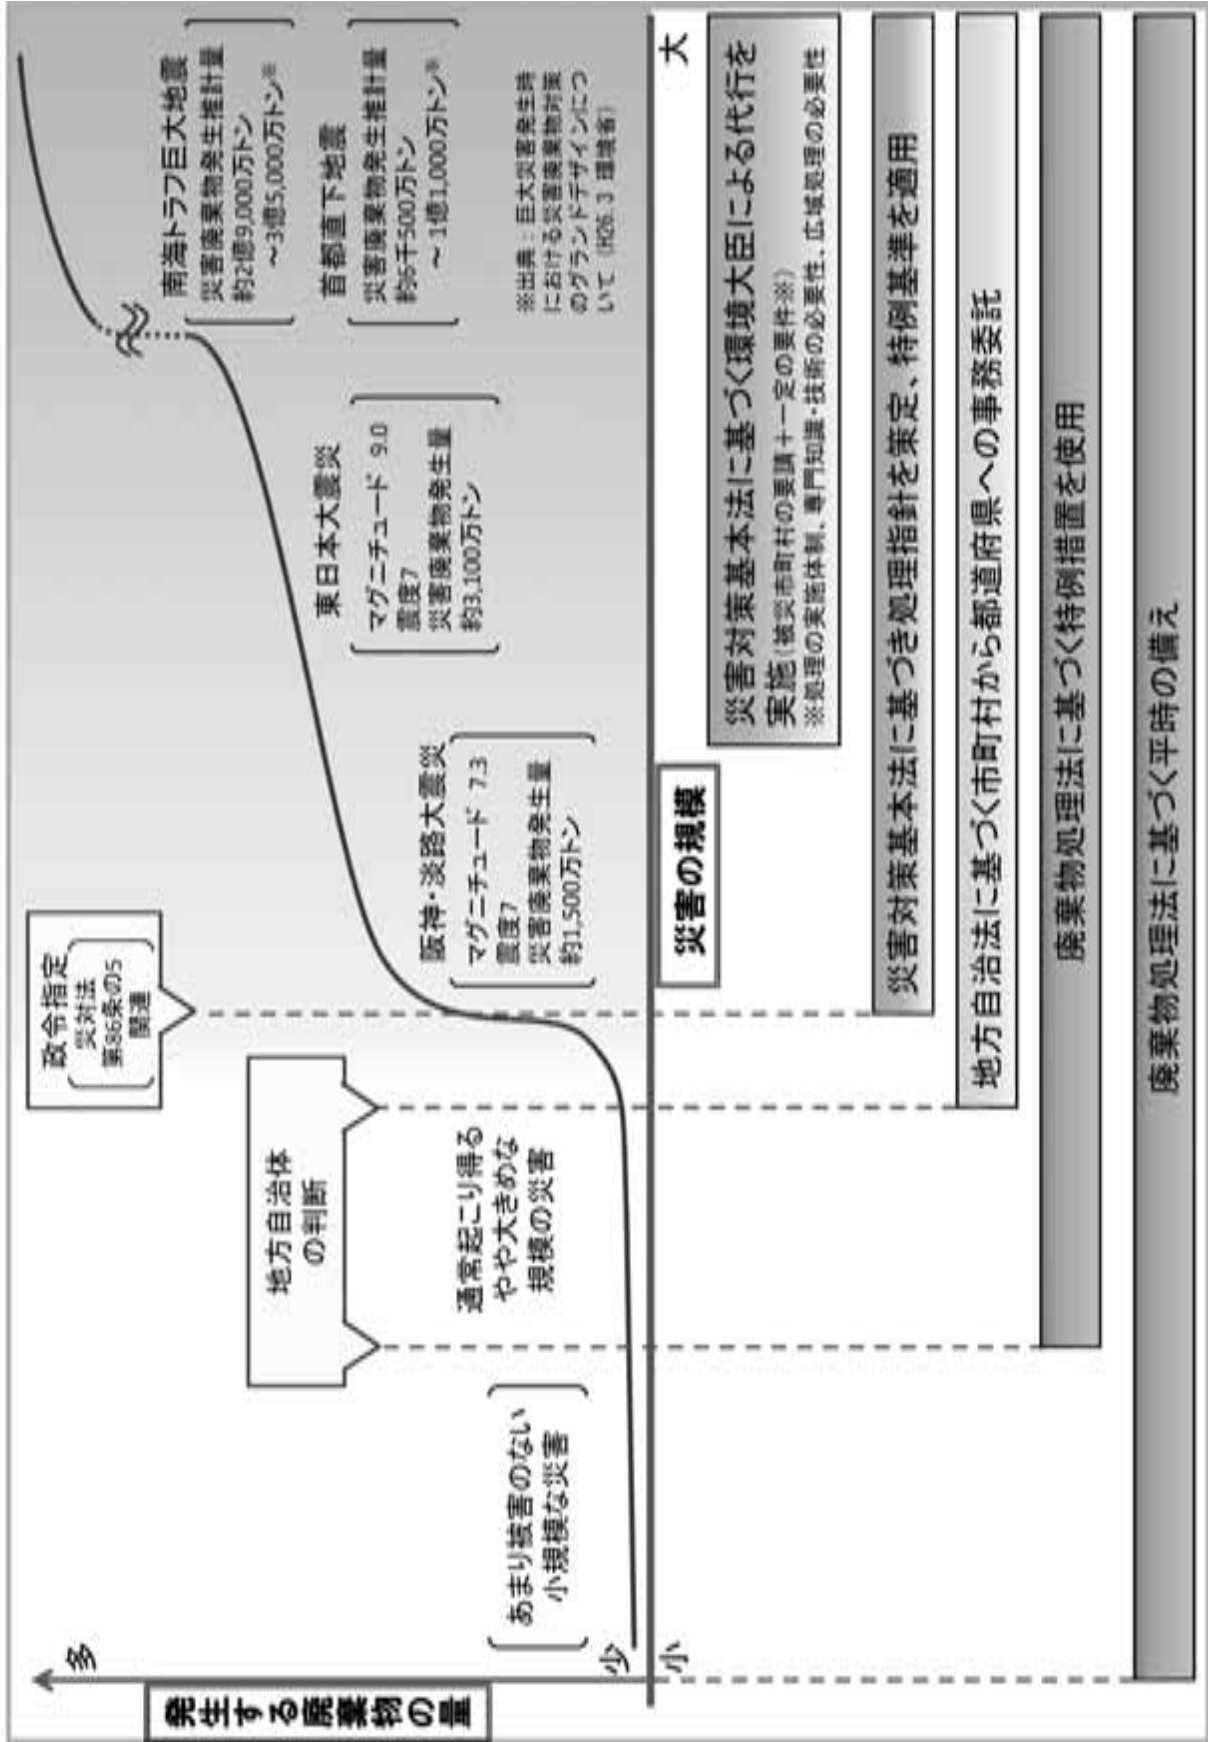 発生する廃棄物の量
多
少
小
大
災害の規模
あまり被害のない
小規模な災害
地方自治体
の判断
通常起こり得る
やや大きめな
規模の災害
政令指定
災対法
第86条の5
関連
阪神・淡路大震災
マグニチュード 7.3
震度7
災害廃棄物発生量
約1,500万トン
東日本大震災
マグニチュード 9.0
震度7
災害廃棄物発生量
約3,100万トン
南海トラフ巨大地震
災害廃棄物発生推計量
約2億9,000万トン
～3億5,000万トン※
首都直下地震
災害廃棄物発生推計量
約6千500万トン
～1億1,000万トン※
※出典：巨大災害発生時
における災害廃棄物対策
のグランドデザインにつ
いて（H26.3 環境省）
災害対策基本法に基づく環境大臣による代行を
実施(被災市町村の要請＋一定の要件※)
※処理の実施体制、専門知識・技術の必要性、広域処理の必要性
災害対策基本法に基づき処理指針を策定、特例基準を適用
地方自治法に基づく市町村から都道府県への事務委託
廃棄物処理法に基づく特例措置を使用
廃棄物処理法に基づく平時の備え